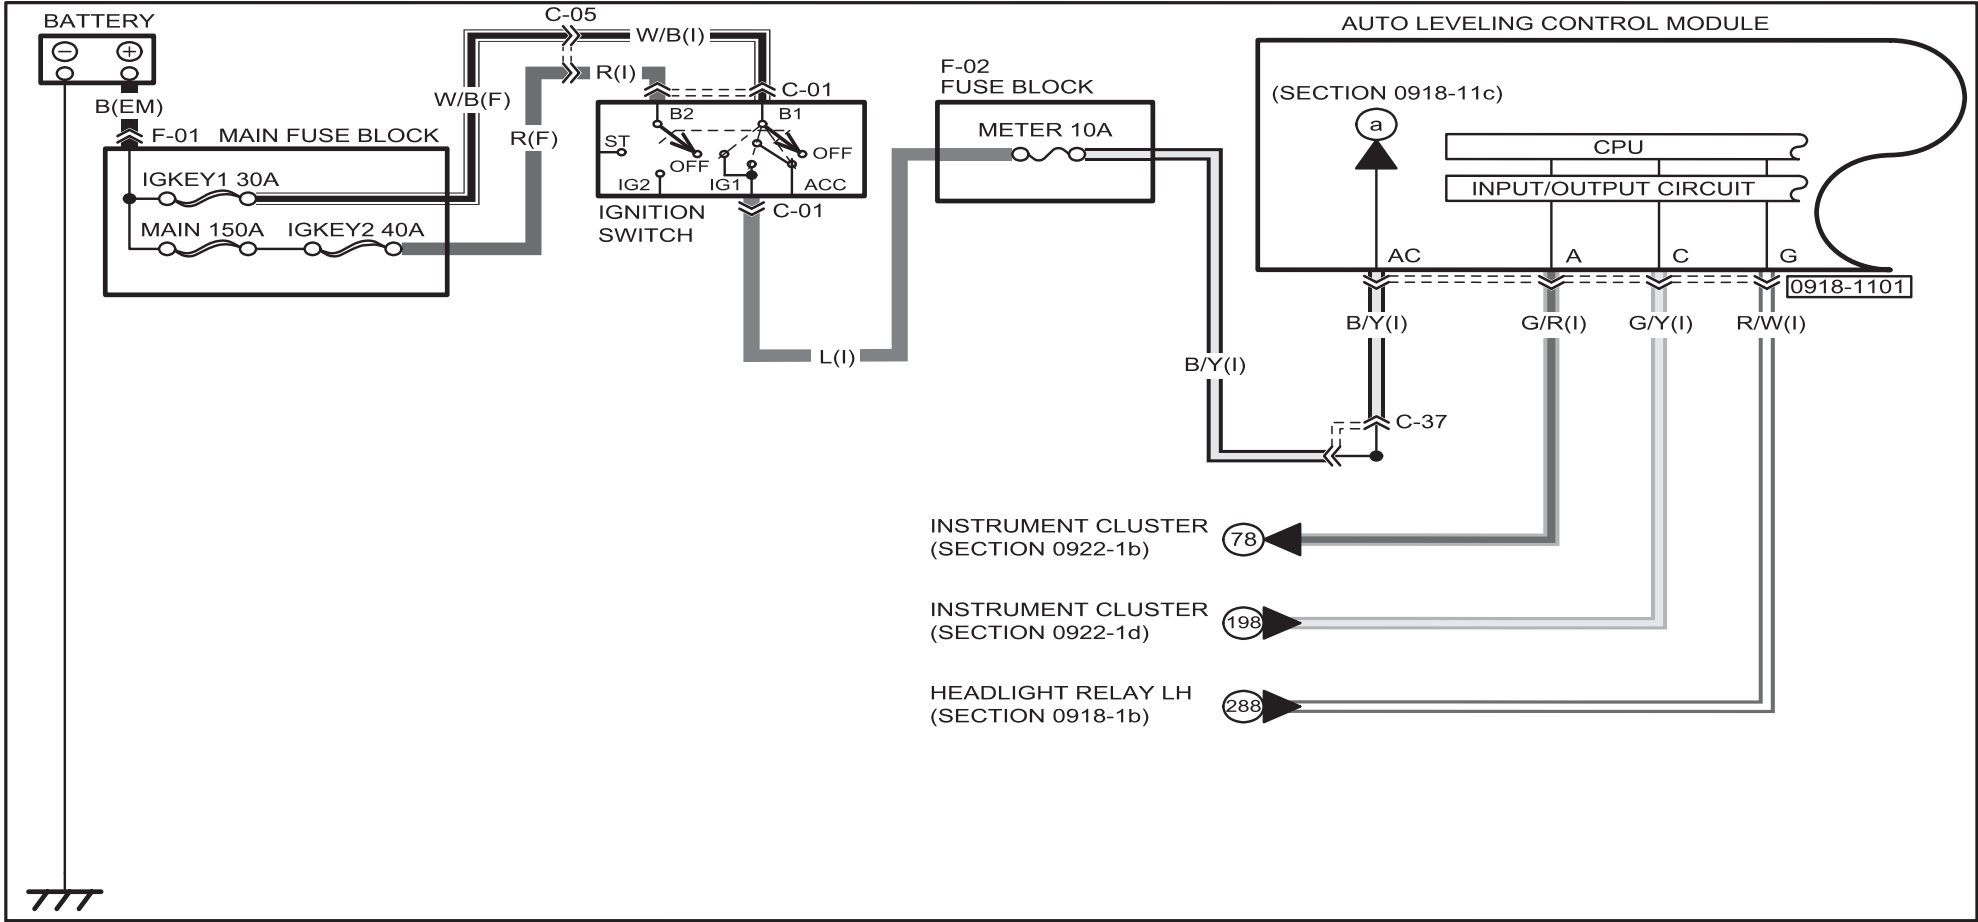 BATTERY
− +
B(EM)
F-01 MAIN FUSE BLOCK
IGKEY1 30A
MAIN 150A IGKEY2 40A
C-05
W/B(I)
R(I)
W/B(F)
R(F)
C-01
B2 B1
ST
OFF OFF
IG2 IG1 ACC
IGNITION
SWITCH
C-01
L(I)
F-02
FUSE BLOCK
METER 10A
B/Y(I)
AUTO LEVELING CONTROL MODULE
(SECTION 0918-11c)
a
CPU
INPUT/OUTPUT CIRCUIT
AC A C G
0918-1101
B/Y(I) G/R(I) G/Y(I) R/W(I)
C-37
INSTRUMENT CLUSTER
(SECTION 0922-1b)
78
INSTRUMENT CLUSTER
(SECTION 0922-1d)
198
HEADLIGHT RELAY LH
(SECTION 0918-1b)
288